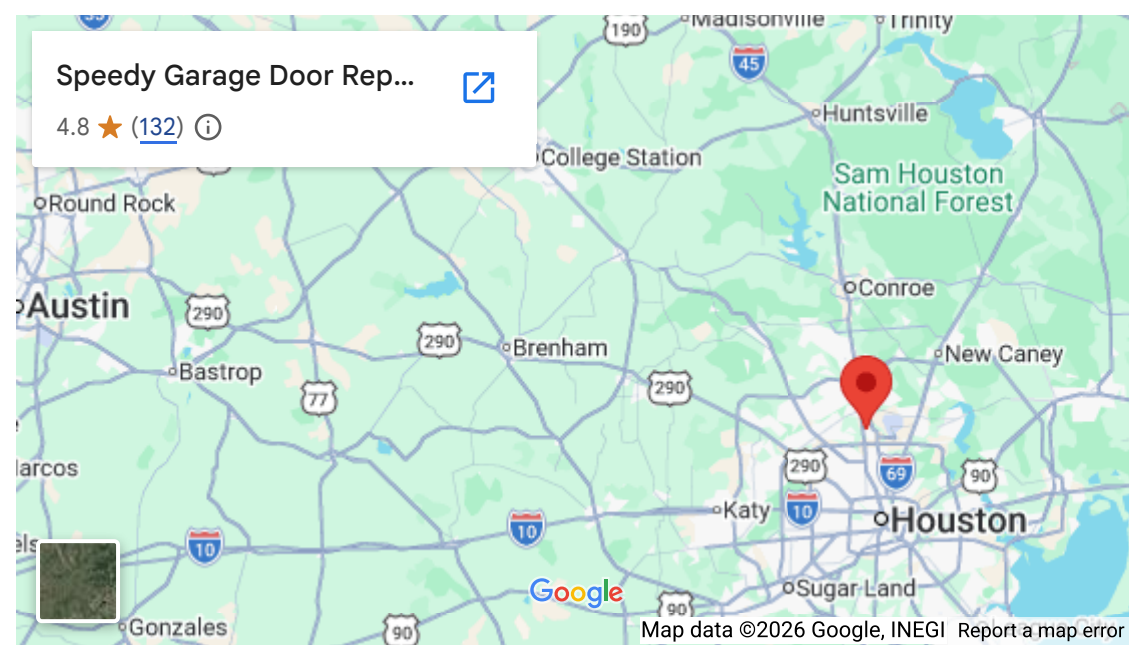 35
190
Madisonville
Trinity
Speedy Garage Door Rep...
4.8 ★ (132)
45
Huntsville
College Station
Sam Houston
National Forest
Round Rock
Austin
290
Conroe
290
Brenham
New Caney
Bastrop
77
290
arcos
290
69
90
Katy
10
Houston
10
10
els
Google
Sugar Land
90
Gonzales
90
Map data ©2026 Google, INEGI
Report a map error